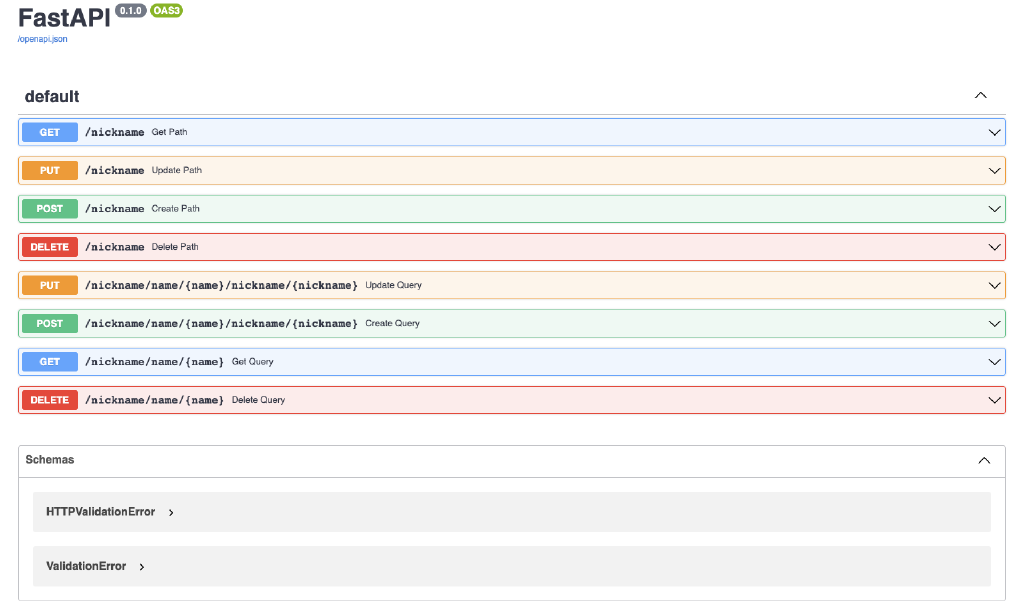 FastAPI 0.1.0 OAS3
/openapi.json
default
GET /nickname Get Path
PUT /nickname Update Path
POST /nickname Create Path
DELETE /nickname Delete Path
PUT /nickname/name/{name}/nickname/{nickname} Update Query
POST /nickname/name/{name}/nickname/{nickname} Create Query
GET /nickname/name/{name} Get Query
DELETE /nickname/name/{name} Delete Query
Schemas
HTTPValidationError
ValidationError